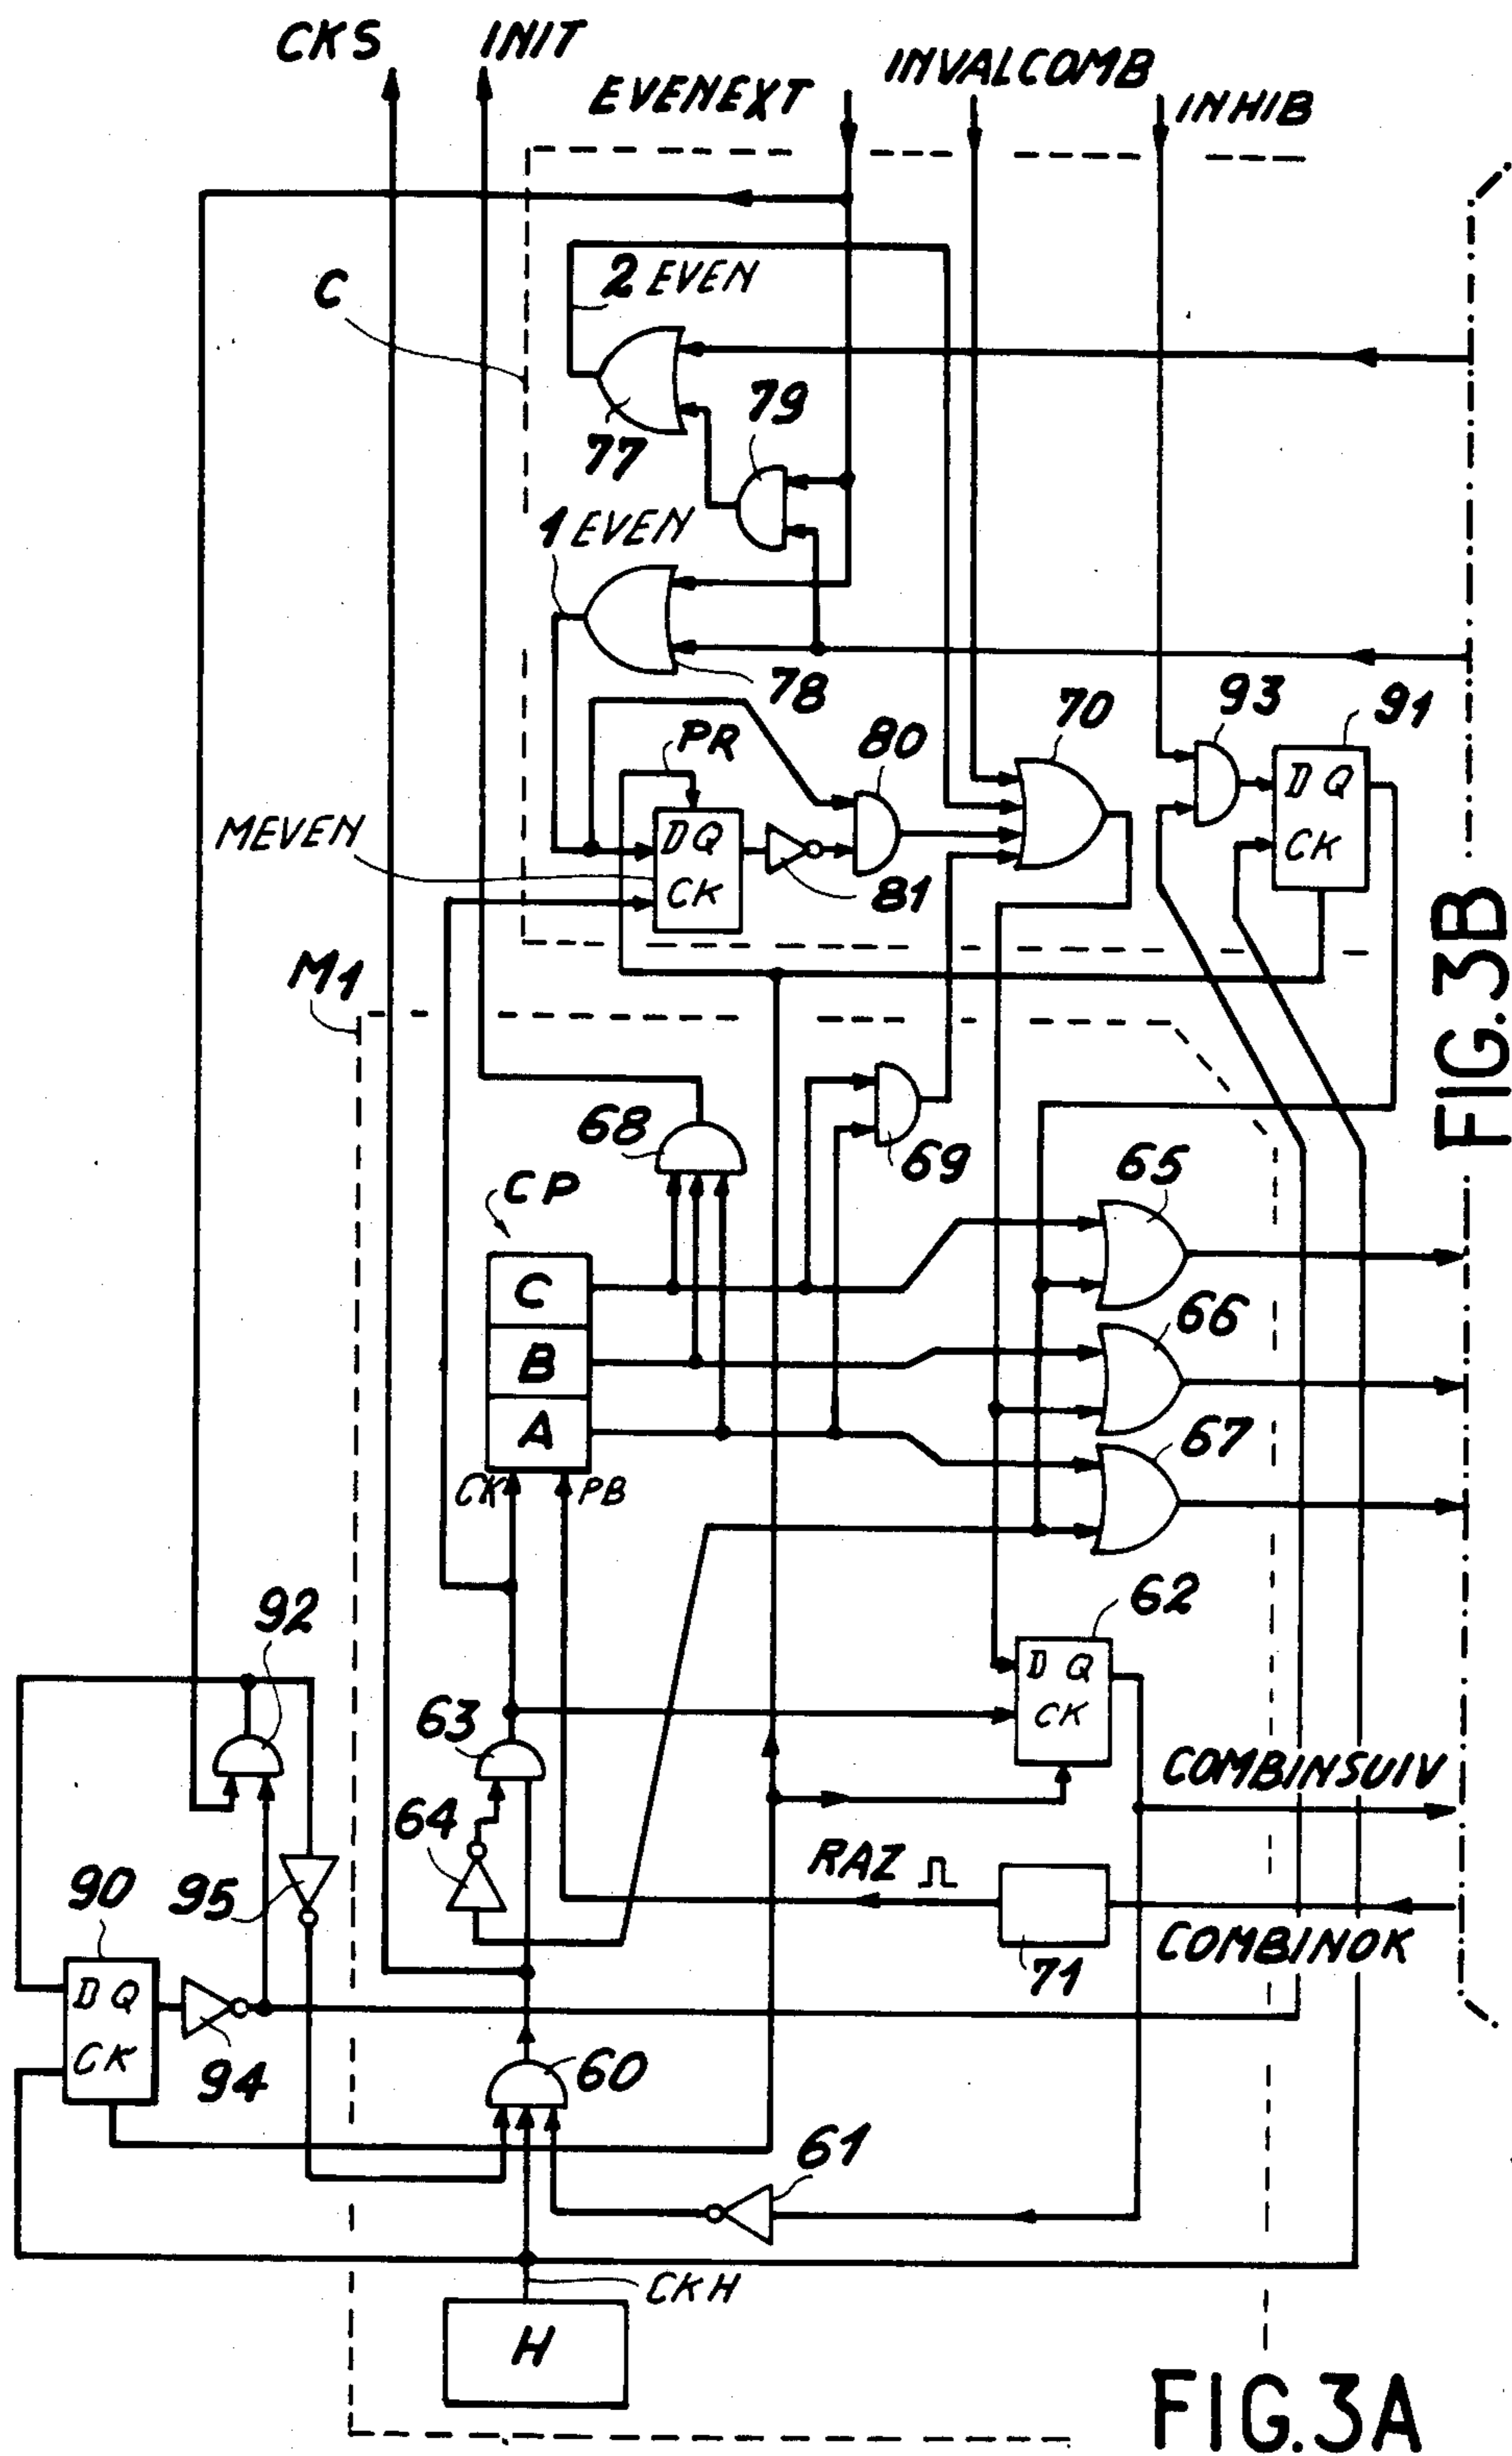 CKS
INIT
EVENEXT
INVALCOMB
INHIB
C
2 EVEN
77
79
1 EVEN
78
PR
80
70
93
91
D Q
CK
MEVEN
D Q
CK
81
FIG.3B
M1
68
69
CP
65
C
B
A
66
67
CK
PB
92
62
D Q
CK
63
COMBINSUIV
64
RAZ
90
95
71
COMBINOK
D Q
CK
94
60
61
CKH
H
FIG.3A